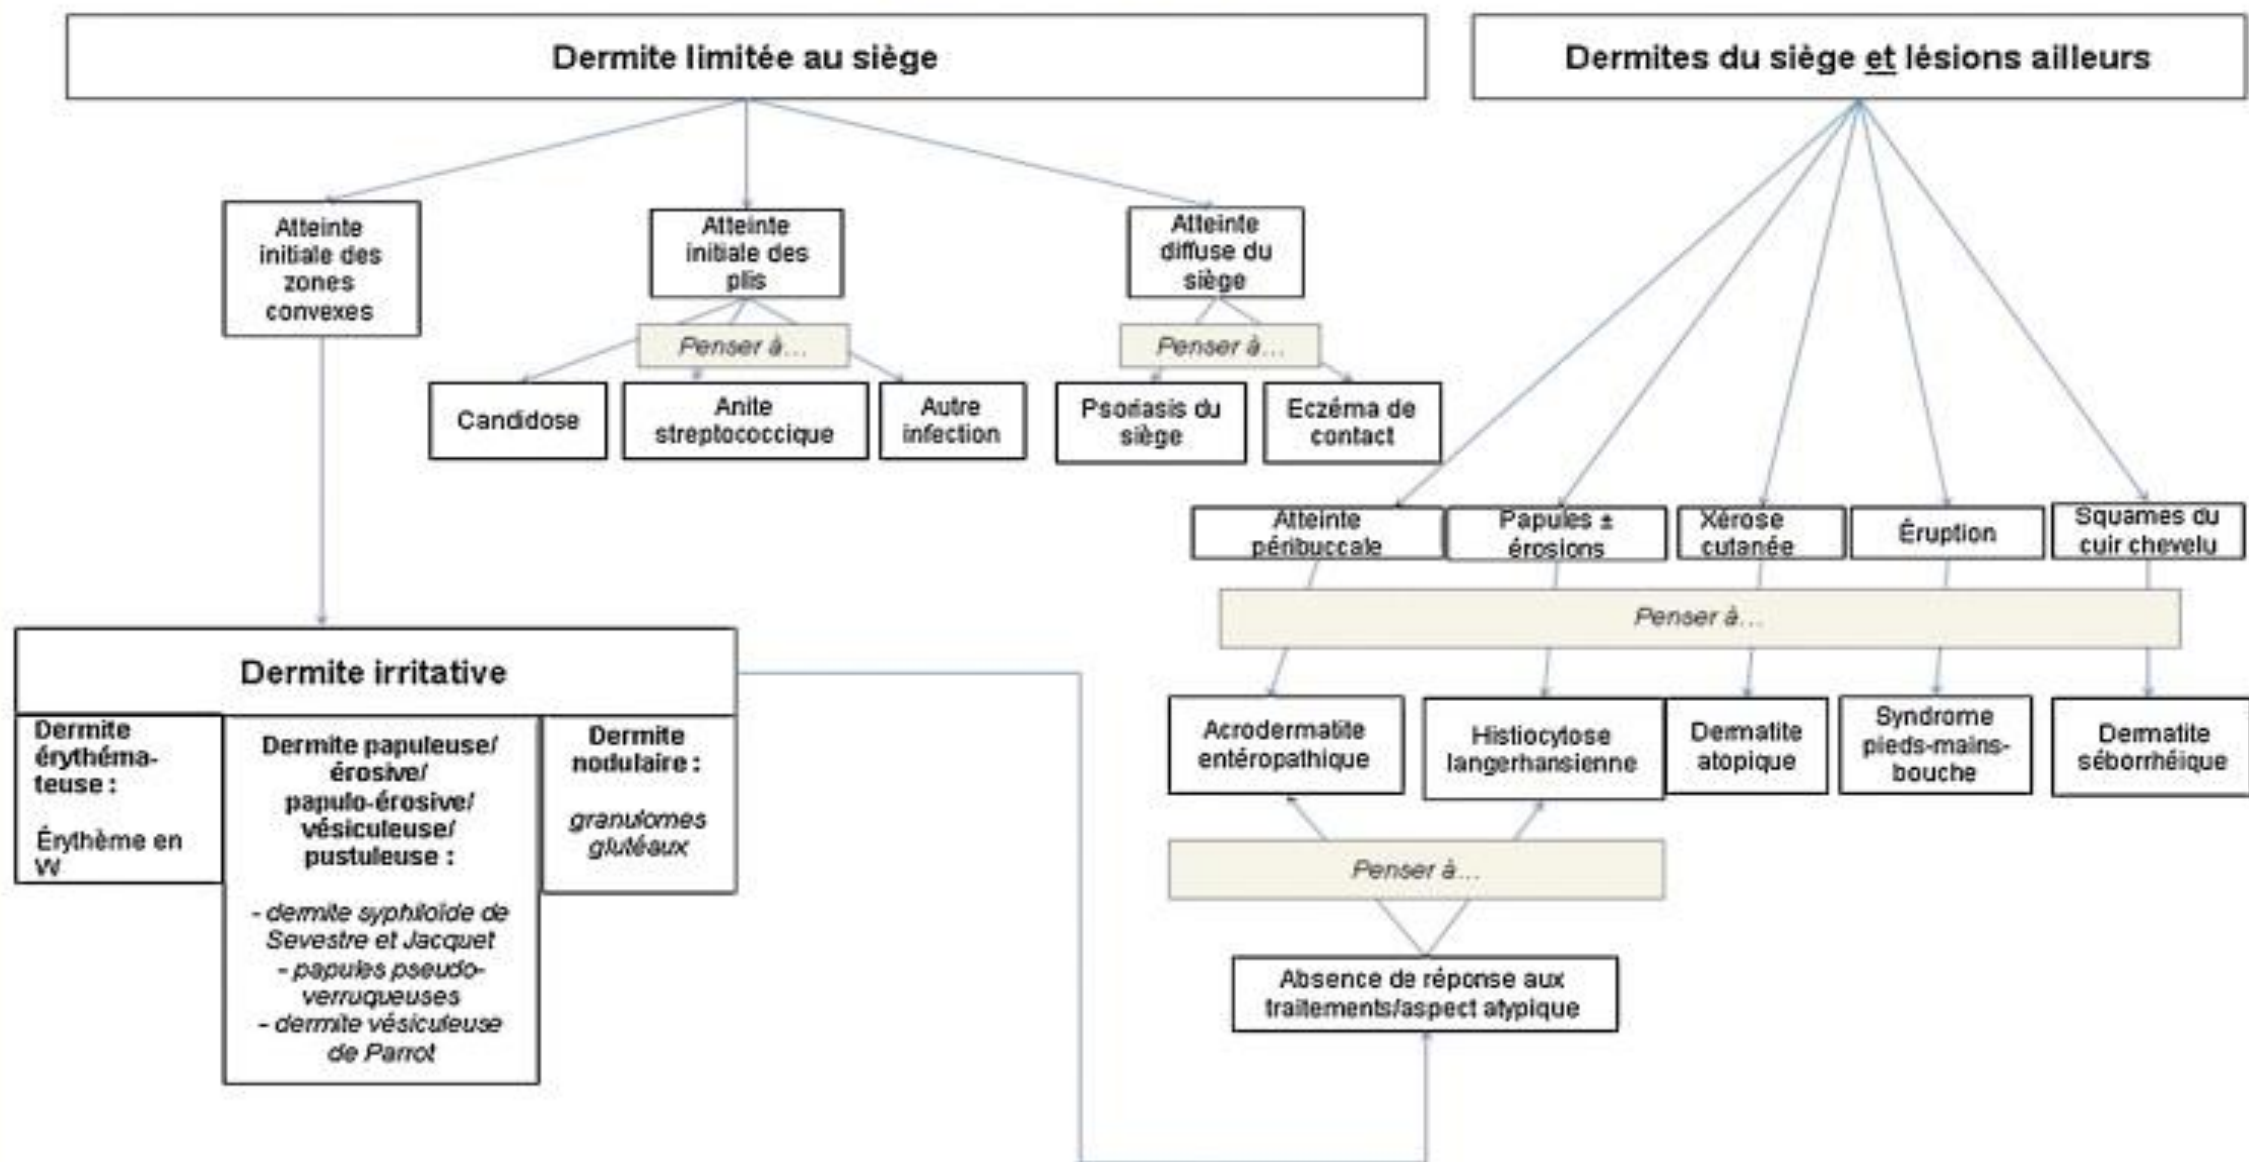 Dermite limitée au siège
Dermites du siège et lésions ailleurs
Atteinte
initiale des
zones
convexes
Atteinte
initiale des
plis
Atteinte
diffuse du
siège
Penser à...
Penser à...
Candidose
Anite
streptococcique
Autre
infection
Psoriasis du
siège
Eczéma de
contact
Atteinte
péribuccale
Papules ±
érosions
Xérose
cutanée
Éruption
Squames du
cuir chevelu
Penser à...
Dermite irritative
Dermite
érythéma-
teuse :
Érythème en
W
Dermite papuleuse/
érosive/
papulo-érosive/
vésiculeuse/
pustuleuse :
- dermite syphiloïde de
Sevestre et Jacquet
- papules pseudo-
verruqueuses
- dermite vésiculeuse
de Parrot
Dermite
nodulaire :
granulomes
glutéaux
Acrodermatite
entéropathique
Histiocytose
langerhansienne
Dermatite
atopique
Syndrome
pieds-mains-
bouche
Dermatite
séborrhéique
Penser à...
Absence de réponse aux
traitements/aspect atypique